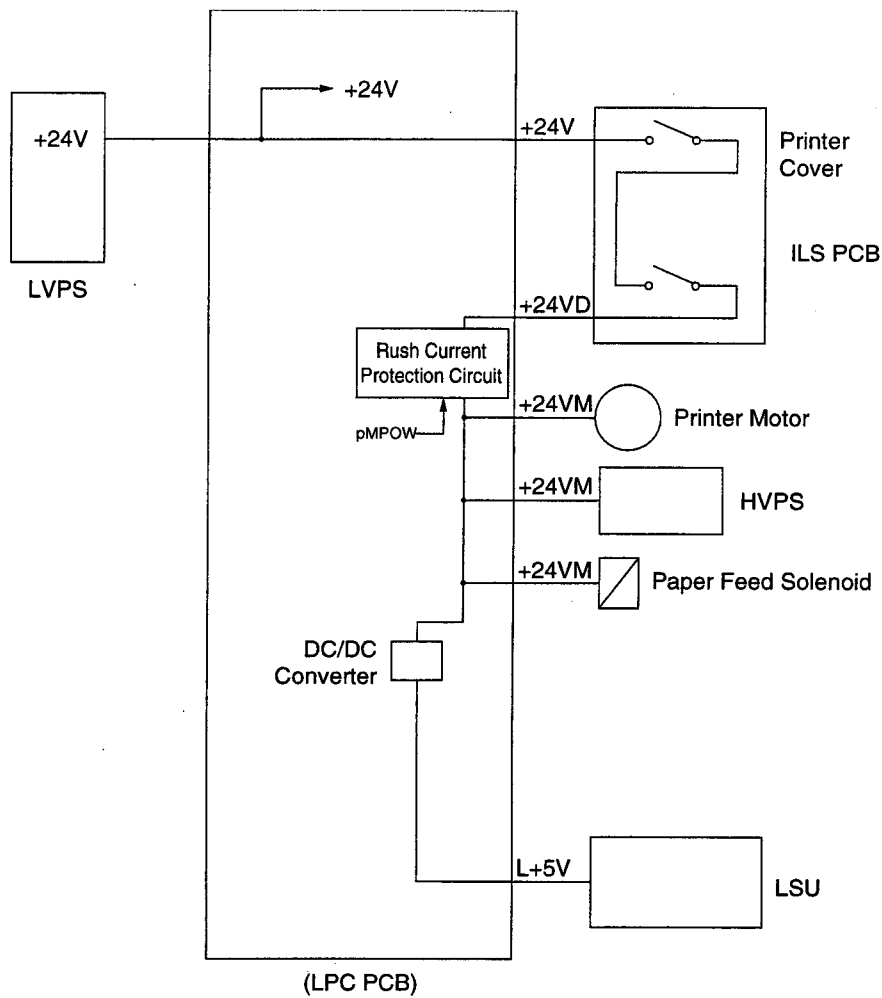 +24V
+24V
+24V
Printer
Cover
LVPS
ILS PCB
+24VD
Rush Current
Protection Circuit
pMPOW
+24VM
Printer Motor
+24VM
HVPS
+24VM
Paper Feed Solenoid
DC/DC
Converter
L+5V
LSU
(LPC PCB)